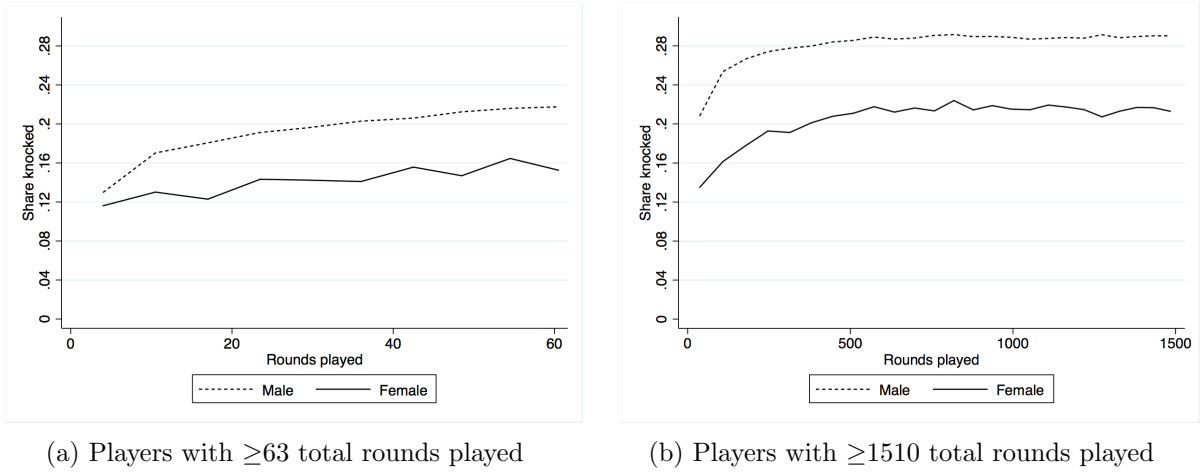 Share knocked
.28
.24
.2
.16
.12
.08
.04
0
0 20 40 60
Rounds played
Male Female
(a) Players with ≥63 total rounds played
Share knocked
.28
.24
.2
.16
.12
.08
.04
0
0 500 1000 1500
Rounds played
Male Female
(b) Players with ≥1510 total rounds played